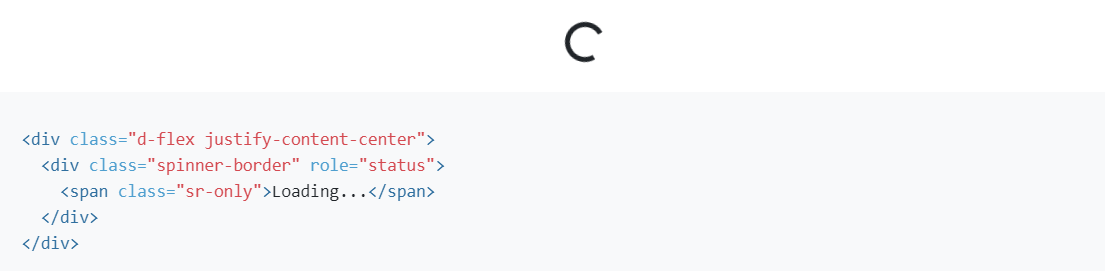 <div class="d-flex justify-content-center">
  <div class="spinner-border" role="status">
    <span class="sr-only">Loading...</span>
  </div>
</div>